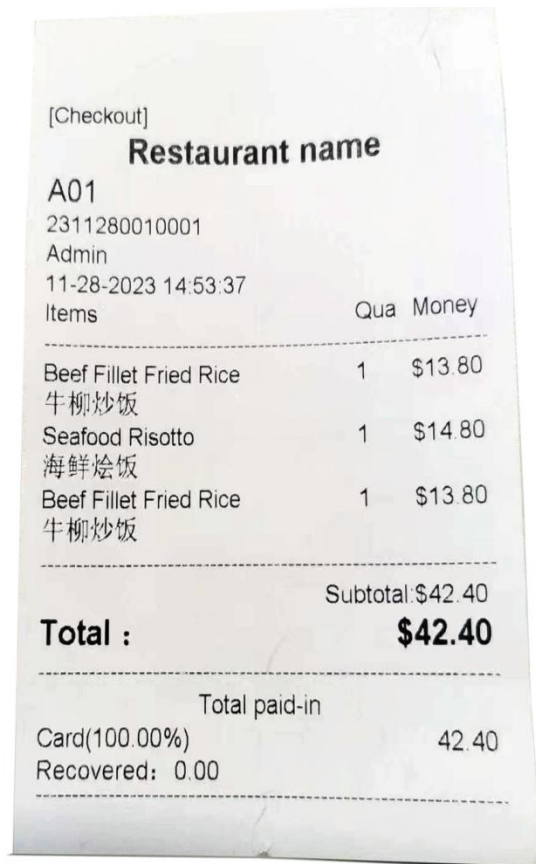 [Checkout]
Restaurant name
A01
2311280010001
Admin
11-28-2023 14:53:37
Items Qua Money
Beef Fillet Fried Rice 1 $13.80
牛柳炒饭
Seafood Risotto 1 $14.80
海鲜烩饭
Beef Fillet Fried Rice 1 $13.80
牛柳炒饭
Subtotal:$42.40
Total： $42.40
Total paid-in
Card(100.00%) 42.40
Recovered： 0.00